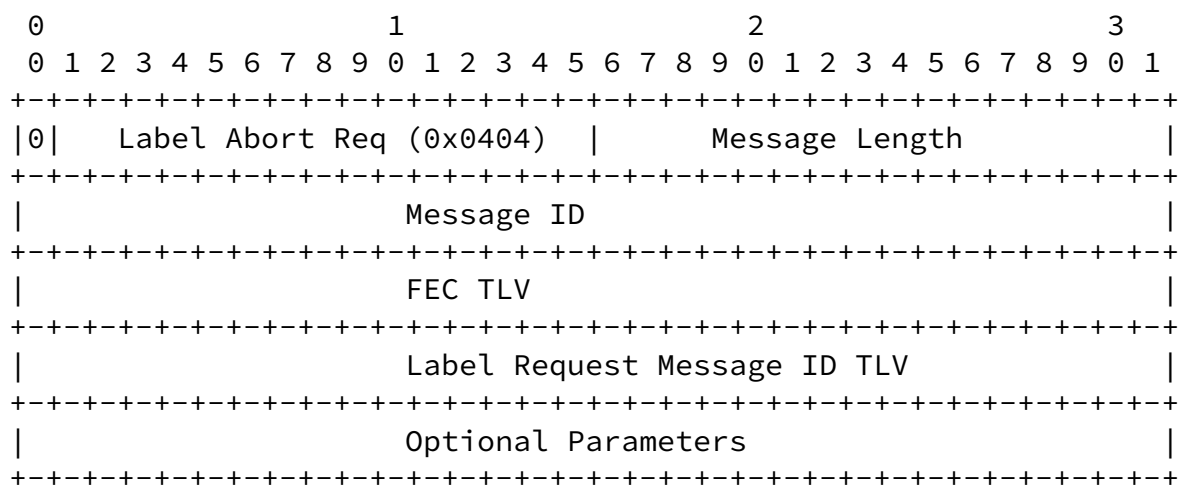 0                   1                   2                   3
 0 1 2 3 4 5 6 7 8 9 0 1 2 3 4 5 6 7 8 9 0 1 2 3 4 5 6 7 8 9 0 1
+-+-+-+-+-+-+-+-+-+-+-+-+-+-+-+-+-+-+-+-+-+-+-+-+-+-+-+-+-+-+-+-+
|0|   Label Abort Req (0x0404)  |      Message Length           |
+-+-+-+-+-+-+-+-+-+-+-+-+-+-+-+-+-+-+-+-+-+-+-+-+-+-+-+-+-+-+-+-+
|                     Message ID                                |
+-+-+-+-+-+-+-+-+-+-+-+-+-+-+-+-+-+-+-+-+-+-+-+-+-+-+-+-+-+-+-+-+
|                     FEC TLV                                   |
+-+-+-+-+-+-+-+-+-+-+-+-+-+-+-+-+-+-+-+-+-+-+-+-+-+-+-+-+-+-+-+-+
|                     Label Request Message ID TLV              |
+-+-+-+-+-+-+-+-+-+-+-+-+-+-+-+-+-+-+-+-+-+-+-+-+-+-+-+-+-+-+-+-+
|                     Optional Parameters                       |
+-+-+-+-+-+-+-+-+-+-+-+-+-+-+-+-+-+-+-+-+-+-+-+-+-+-+-+-+-+-+-+-+